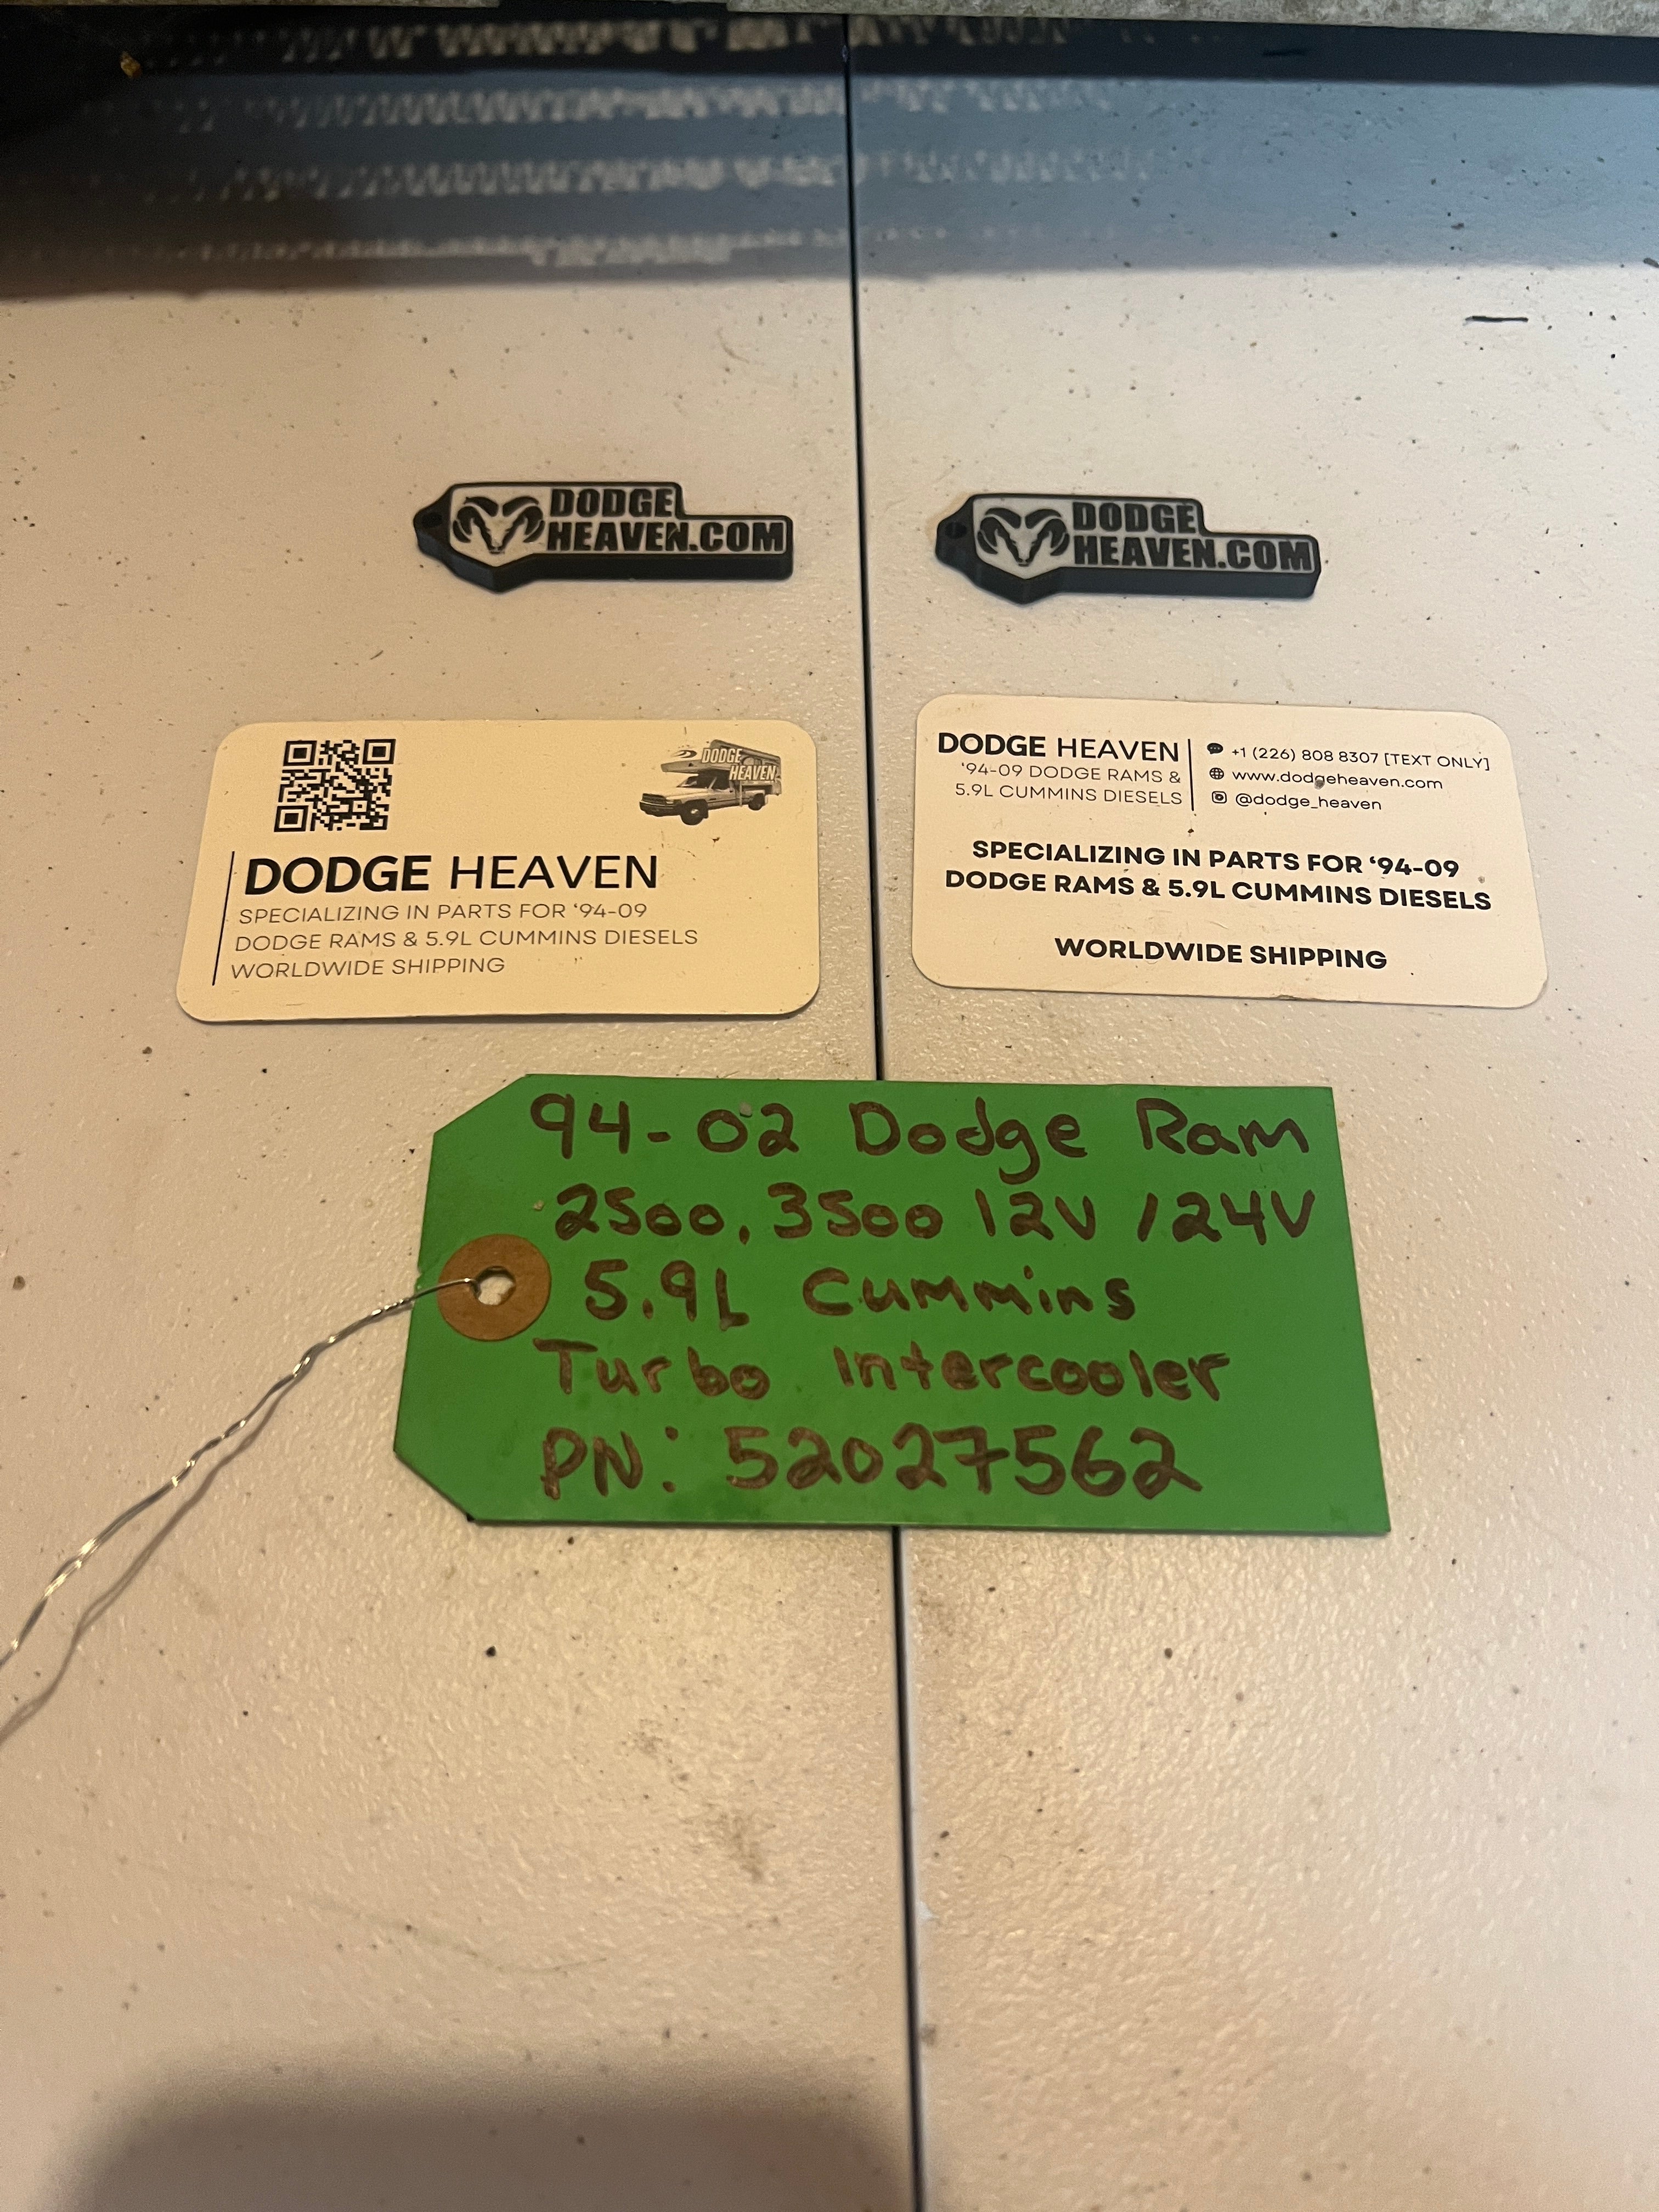 DODGE
HEAVEN.COM
DODGE
HEAVEN.COM
DODGE
HEAVEN
DODGE HEAVEN
SPECIALIZING IN PARTS FOR ‘94-09
DODGE RAMS & 5.9L CUMMINS DIESELS
WORLDWIDE SHIPPING
DODGE HEAVEN
‘94-09 DODGE RAMS &
5.9L CUMMINS DIESELS
+1 (226) 808 8307 [TEXT ONLY]
www.dodgeheaven.com
@dodge_heaven
SPECIALIZING IN PARTS FOR ‘94-09
DODGE RAMS & 5.9L CUMMINS DIESELS
WORLDWIDE SHIPPING
94-02 Dodge Ram
2500, 3500 12V /24V
5.9L Cummins
Turbo Intercooler
PN: 52027562